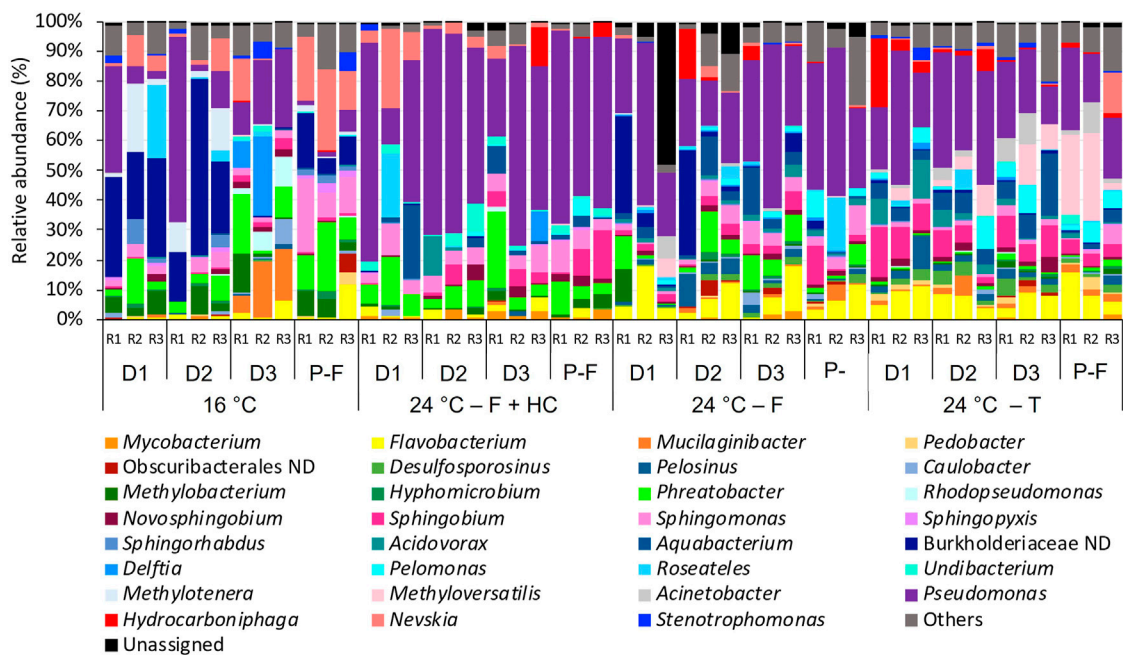 100%
90%
80%
70%
60%
50%
40%
30%
20%
10%
0%
Relative abundance (%)
R1 R2 R3 R1 R2 R3 R1 R2 R3 R1 R2 R3 R1 R2 R3 R1 R2 R3 R1 R2 R3 R1 R2 R3 R1 R2 R3 R1 R2 R3 R1 R2 R3 R1 R2 R3 R1 R2 R3 R1 R2 R3 R1 R2 R3 R1 R2 R3
D1 D2 D3 P-F D1 D2 D3 P-F D1 D2 D3 P- D1 D2 D3 P-F
16 °C 24 °C – F + HC 24 °C – F 24 °C – T
Mycobacterium Flavobacterium Mucilaginibacter Pedobacter
Obscuribacterales ND Desulfosporosinus Pelosinus Caulobacter
Methylobacterium Hyphomicrobium Phreatobacter Rhodopseudomonas
Novosphingobium Sphingobium Sphingomonas Sphingopyxis
Sphingorhabdus Acidovorax Aquabacterium Burkholderiaceae ND
Delftia Pelomonas Roseateles Undibacterium
Methylotenera Methyloversatilis Acinetobacter Pseudomonas
Hydrocarboniphaga Nevskia Stenotrophomonas Others
Unassigned